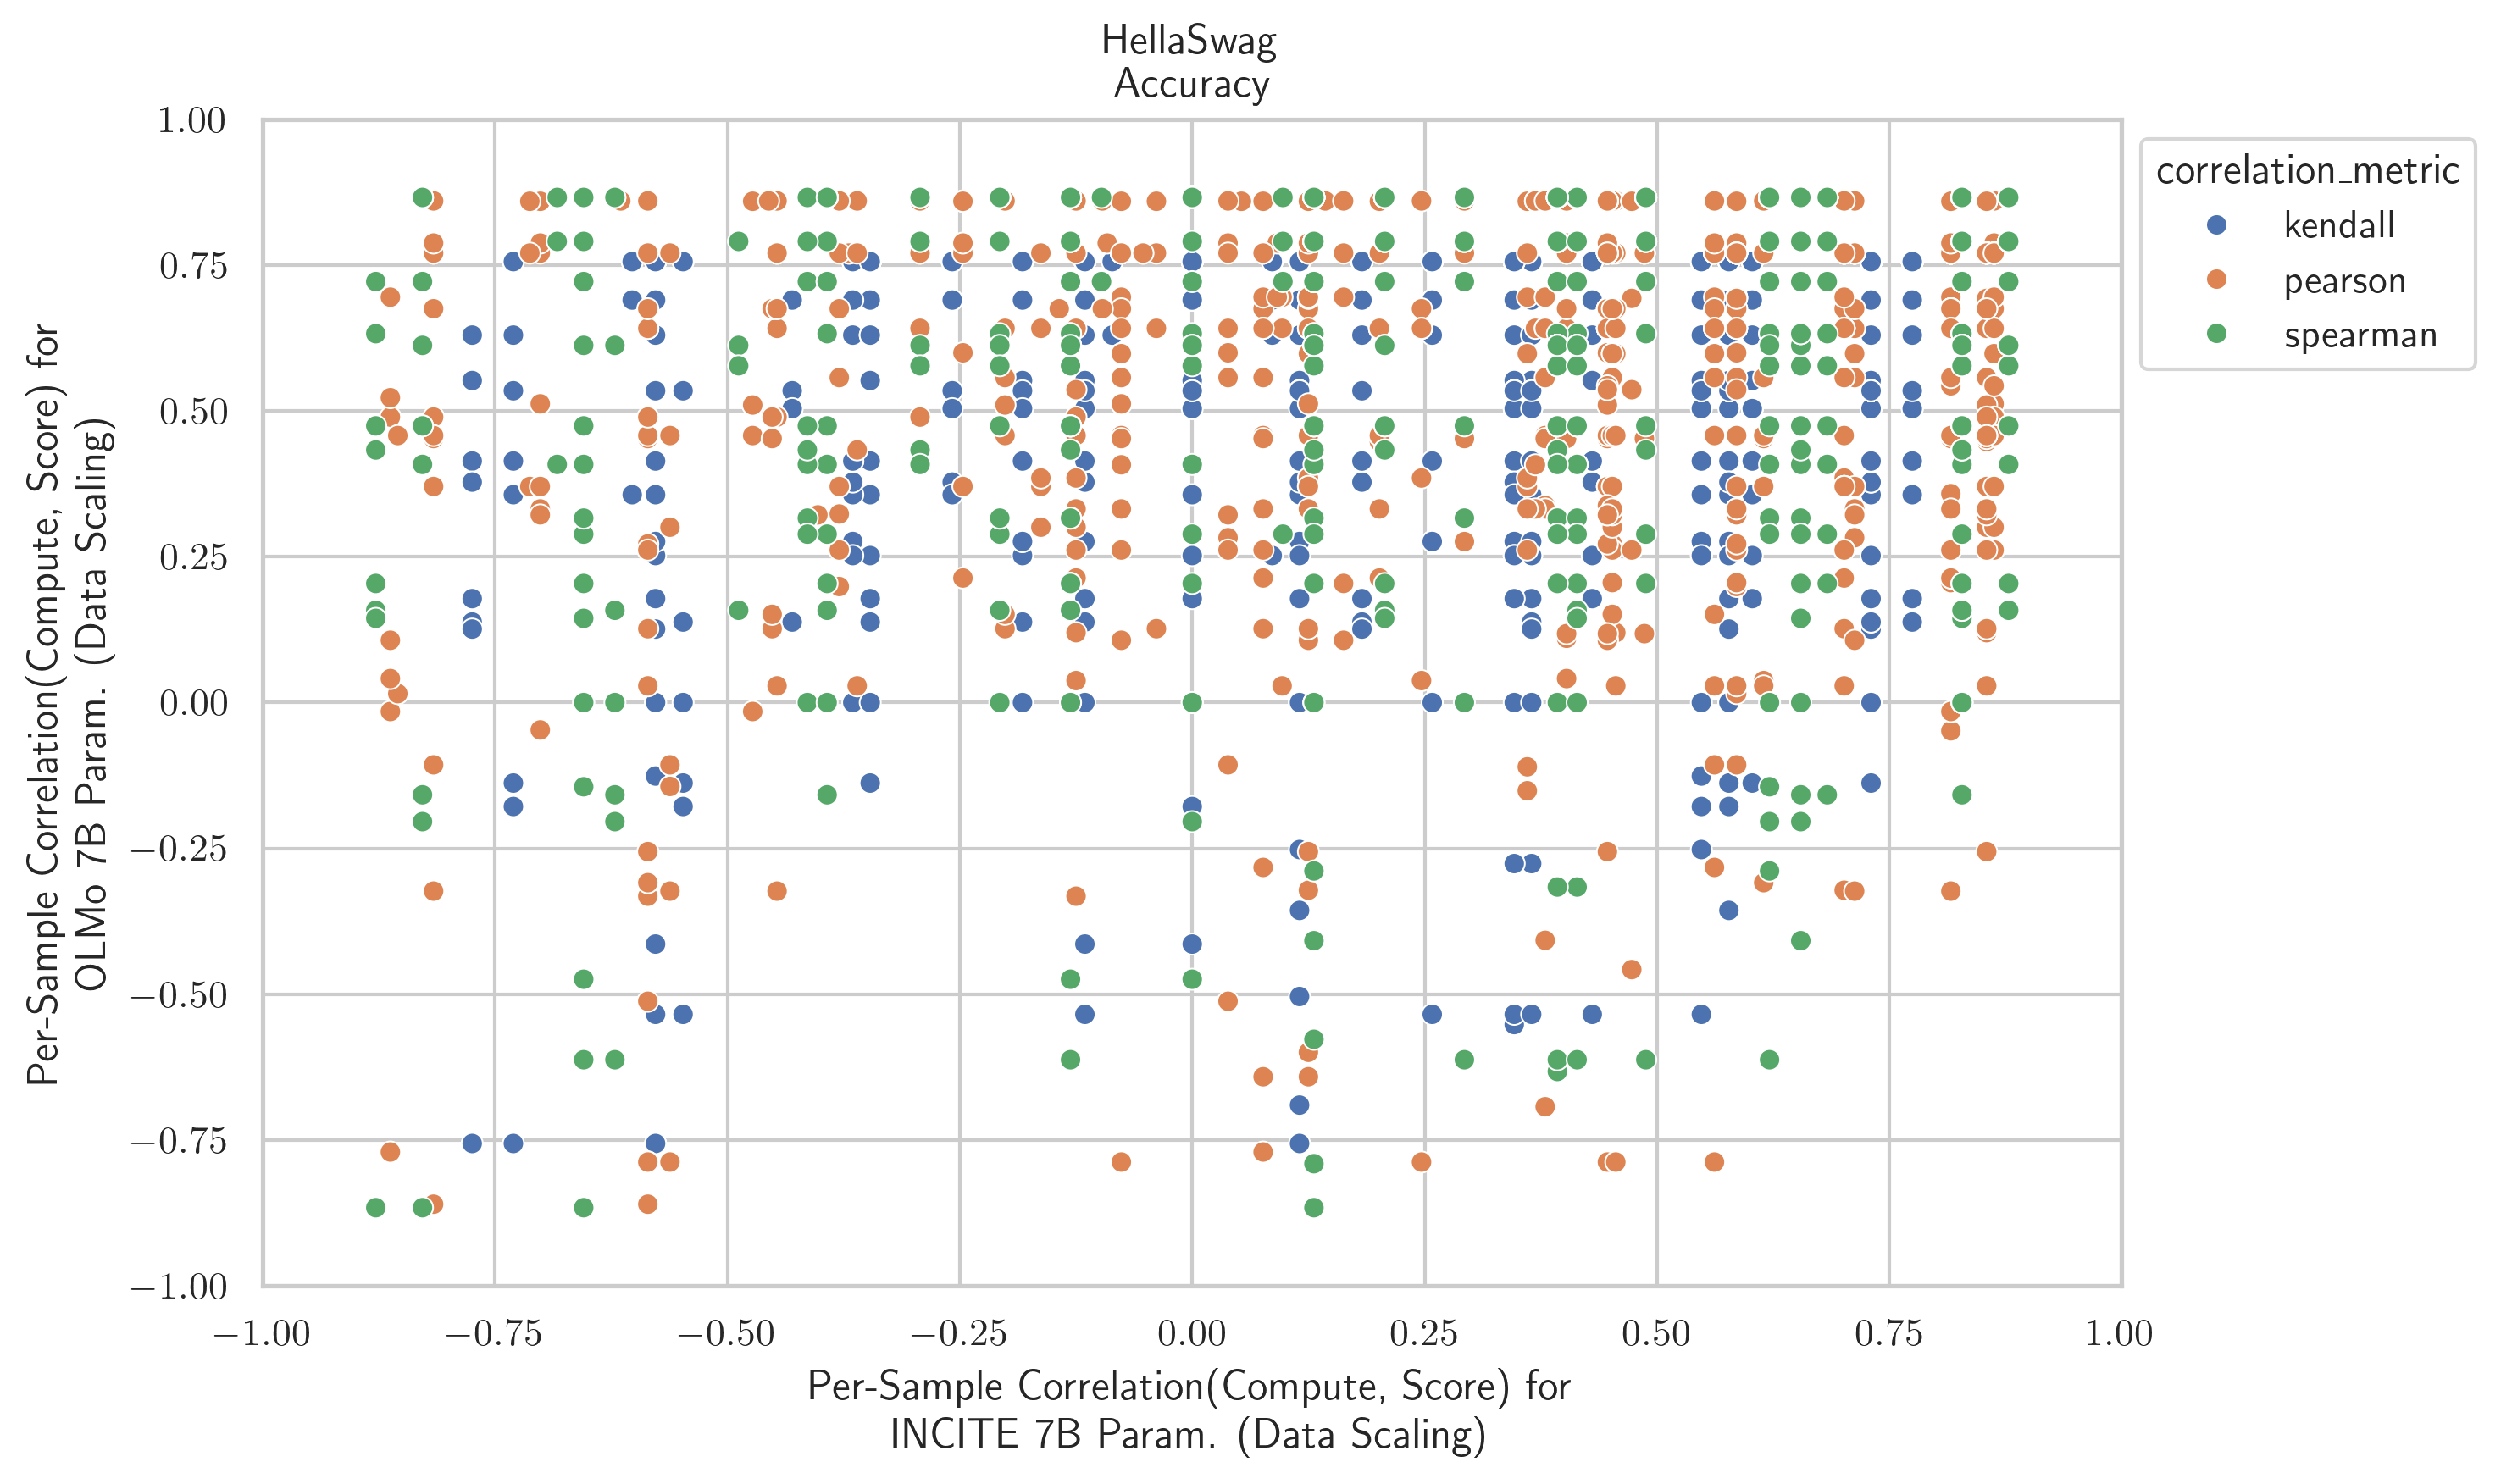 HellaSwag
Accuracy
Per-Sample Correlation(Compute, Score) for
OLMo 7B Param. (Data Scaling)
1.00
0.75
0.50
0.25
0.00
−0.25
−0.50
−0.75
−1.00
−1.00 −0.75 −0.50 −0.25 0.00 0.25 0.50 0.75 1.00
Per-Sample Correlation(Compute, Score) for
INCITE 7B Param. (Data Scaling)
correlation_metric
kendall
pearson
spearman